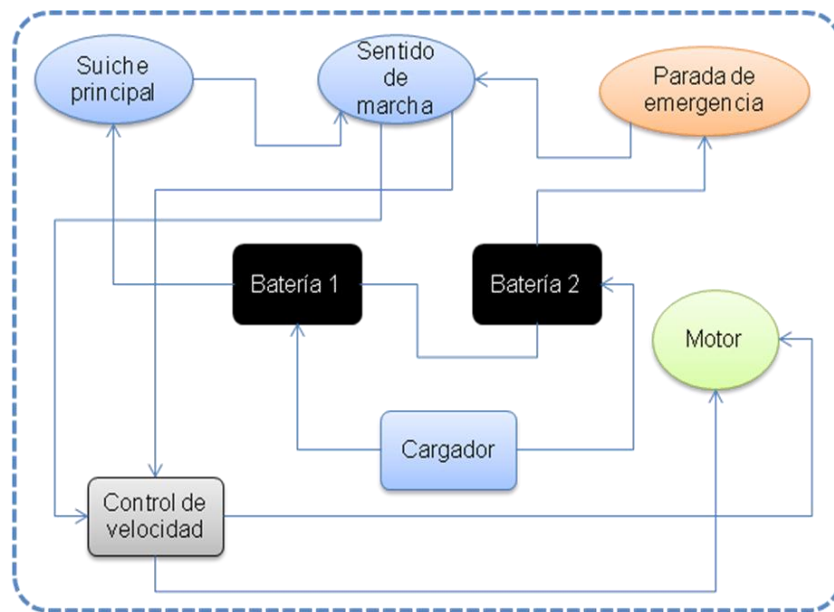 Suiche
principal
Sentido
de
marcha
Parada de
emergencia
Batería 1
Batería 2
Motor
Cargador
Control de
velocidad